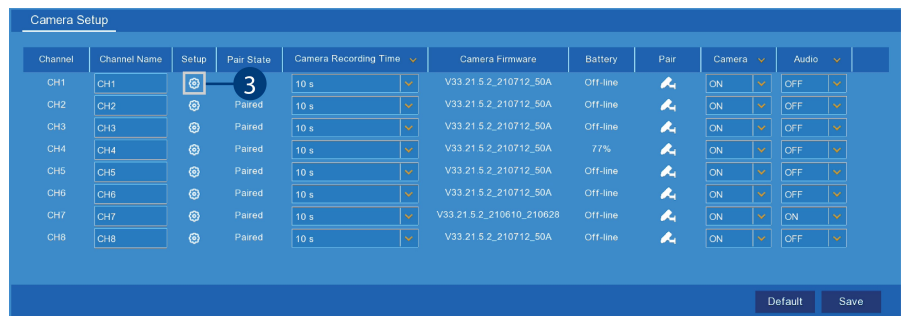 Camera Setup
Channel Channel Name Setup Pair State Camera Recording Time Camera Firmware Battery Pair Camera Audio
CH1 CH1 3 10 s V33.21.5.2_210712_50A Off-line ON OFF
CH2 CH2 Paired 10 s V33.21.5.2_210712_50A Off-line ON OFF
CH3 CH3 Paired 10 s V33.21.5.2_210712_50A Off-line ON OFF
CH4 CH4 Paired 10 s V33.21.5.2_210712_50A 77% ON OFF
CH5 CH5 Paired 10 s V33.21.5.2_210712_50A Off-line ON OFF
CH6 CH6 Paired 10 s V33.21.5.2_210712_50A Off-line ON OFF
CH7 CH7 Paired 10 s V33.21.5.2_210610_210628 Off-line ON ON
CH8 CH8 Paired 10 s V33.21.5.2_210712_50A Off-line ON OFF
Default Save